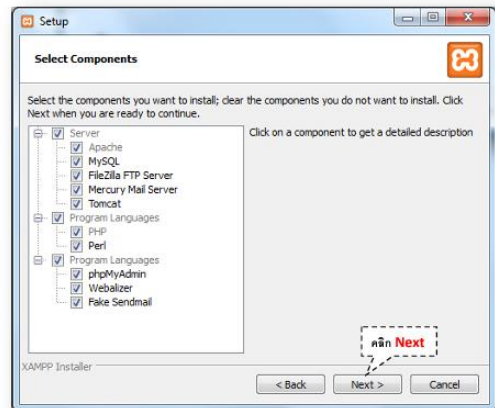 Setup
Select Components
Select the components you want to install; clear the components you do not want to install. Click
Next when you are ready to continue.
Server
Apache
MySQL
FileZilla FTP Server
Mercury Mail Server
Tomcat
Program Languages
PHP
Perl
Program Languages
phpMyAdmin
Webalizer
Fake Sendmail
Click on a component to get a detailed description
คลิก Next
XAMPP Installer
< Back
Next >
Cancel